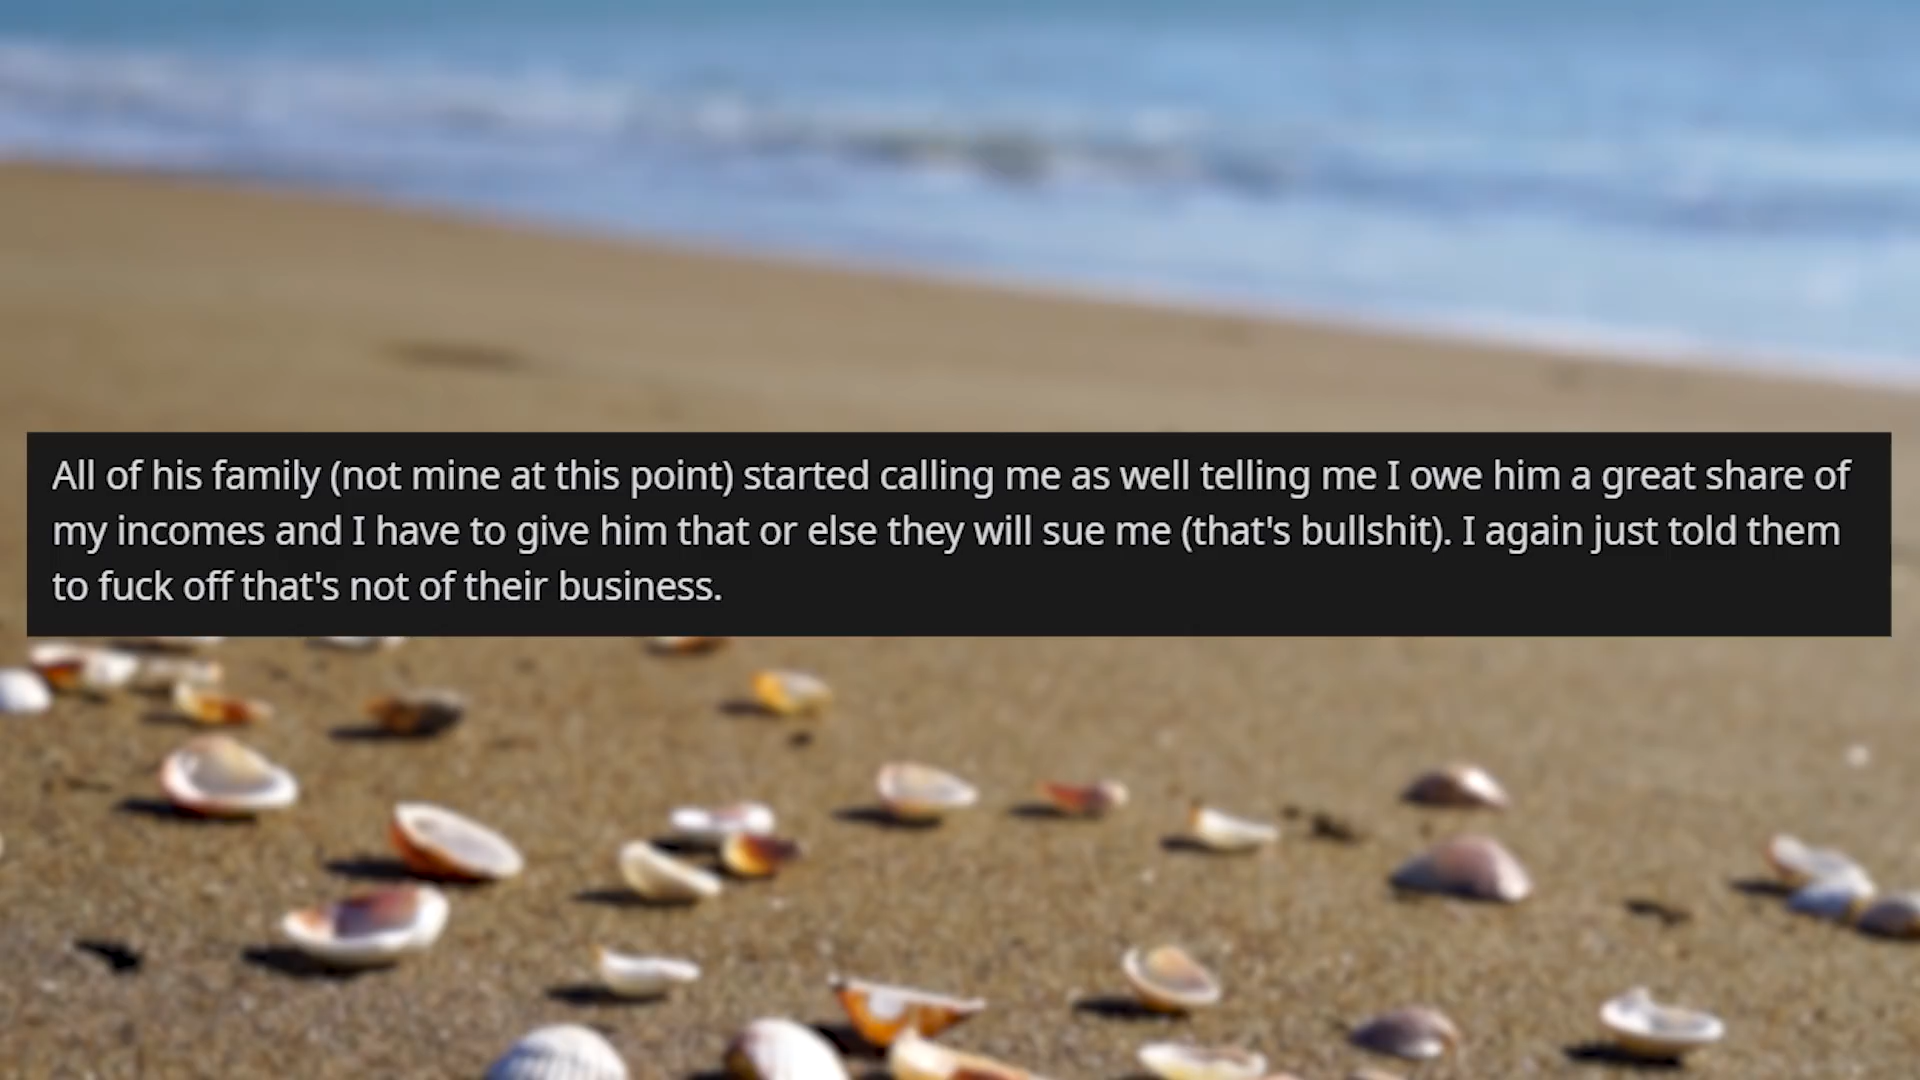 All of his family (not mine at this point) started calling me as well telling me I owe him a great share of
my incomes and I have to give him that or else they will sue me (that's bullshit). I again just told them
to fuck off that's not of their business.